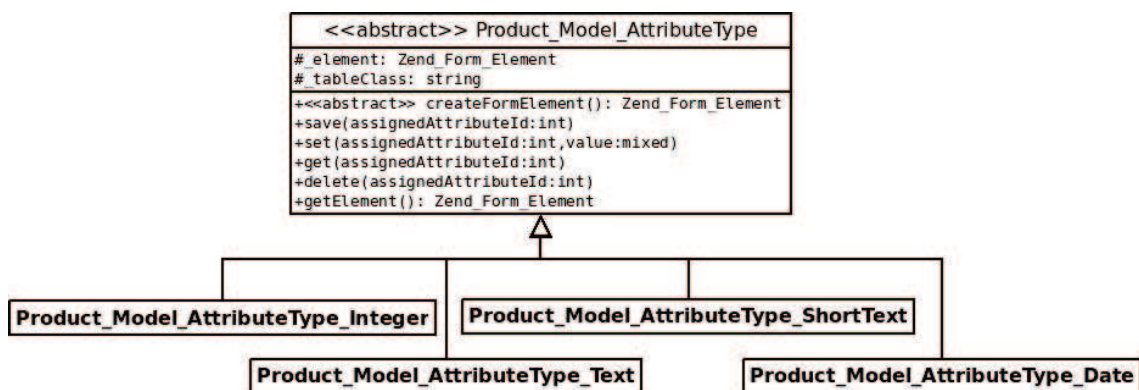 <<abstract>> Product_Model_AttributeType
#_element: Zend_Form_Element
#_tableClass: string
+<<abstract>> createFormElement(): Zend_Form_Element
+save(assignedAttributeId:int)
+set(assignedAttributeId:int,value:mixed)
+get(assignedAttributeId:int)
+delete(assignedAttributeId:int)
+getElement(): Zend_Form_Element
Product_Model_AttributeType_Integer
Product_Model_AttributeType_ShortText
Product_Model_AttributeType_Text
Product_Model_AttributeType_Date